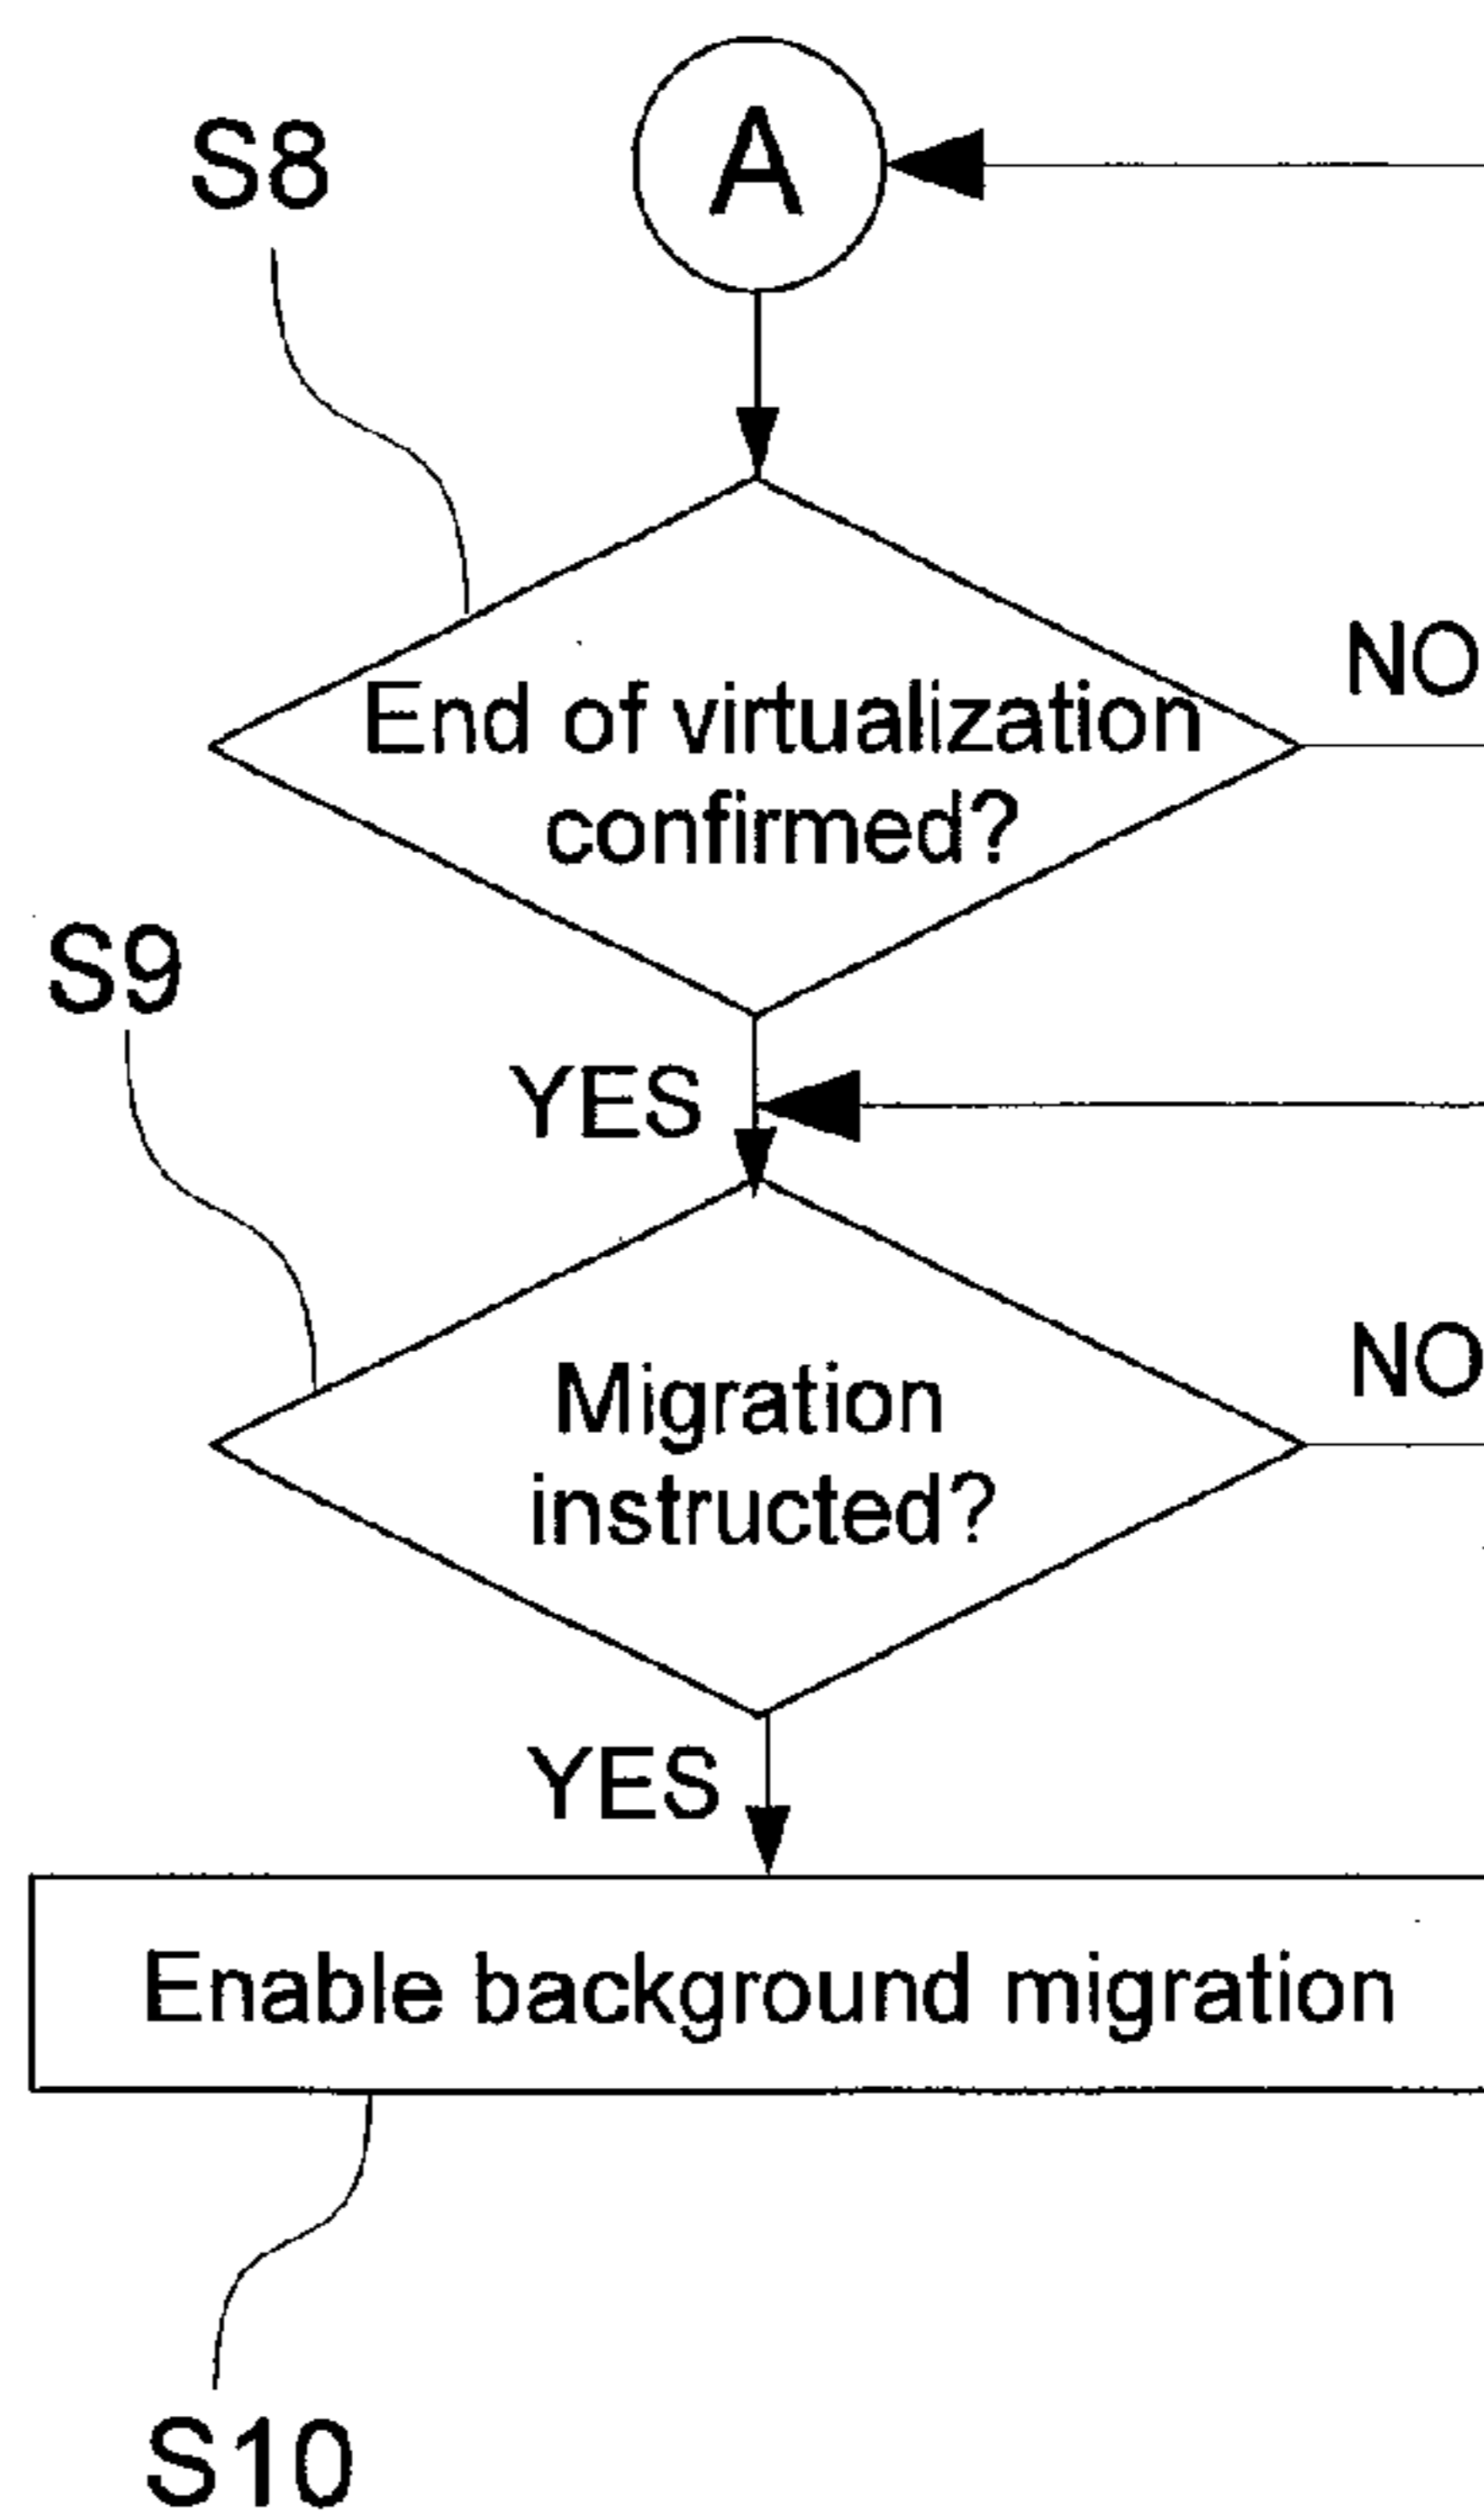 A
S8
End of virtualization
confirmed?
NO
S9
YES
Migration
instructed?
NO
YES
Enable background migration
S10